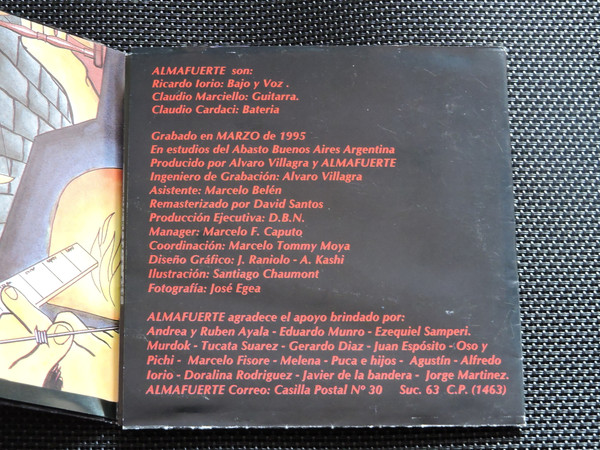 ALMAFUERTE son:
Ricardo Iorio: Bajo y Voz .
Claudio Marciello: Guitarra.
Claudio Cardaci: Batería
Grabado en MARZO de 1995
En estudios del Abasto Buenos Aires Argentina
Producido por Alvaro Villagra y ALMAFUERTE
Ingeniero de Grabación: Alvaro Villagra
Asistente: Marcelo Belén
Remasterizado por David Santos
Producción Ejecutiva: D.B.N.
Manager: Marcelo F. Caputo
Coordinación: Marcelo Tommy Moya
Diseño Gráfico: J. Raniolo - A. Kashi
Ilustración: Santiago Chaumont
Fotografía: José Egea
ALMAFUERTE agradece el apoyo brindado por:
Andrea y Ruben Ayala - Eduardo Munro - Ezequiel Samperi.
Murdok - Tucata Suarez - Gerardo Diaz - Juan Espósito - Oso y
Pichi - Marcelo Fisore - Melena - Puca e hijos - Agustín - Alfredo
Iorio - Doralina Rodriguez - Javier de la bandera - Jorge Martinez.
ALMAFUERTE Correo: Casilla Postal Nº 30 Suc. 63 C.P. (1463)